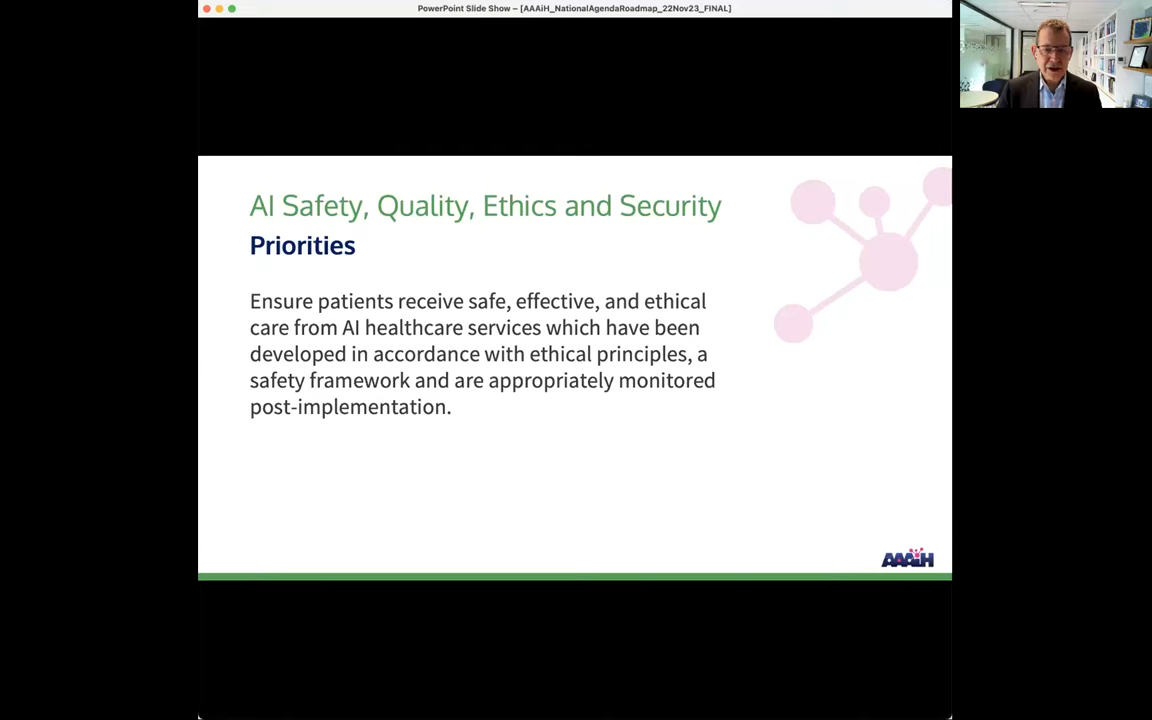 PowerPoint Slide Show – [AAAiH_NationalAgendaRoadmap_22Nov23_FINAL]
AI Safety, Quality, Ethics and Security
Priorities
Ensure patients receive safe, effective, and ethical
care from AI healthcare services which have been
developed in accordance with ethical principles, a
safety framework and are appropriately monitored
post-implementation.
AAAiH